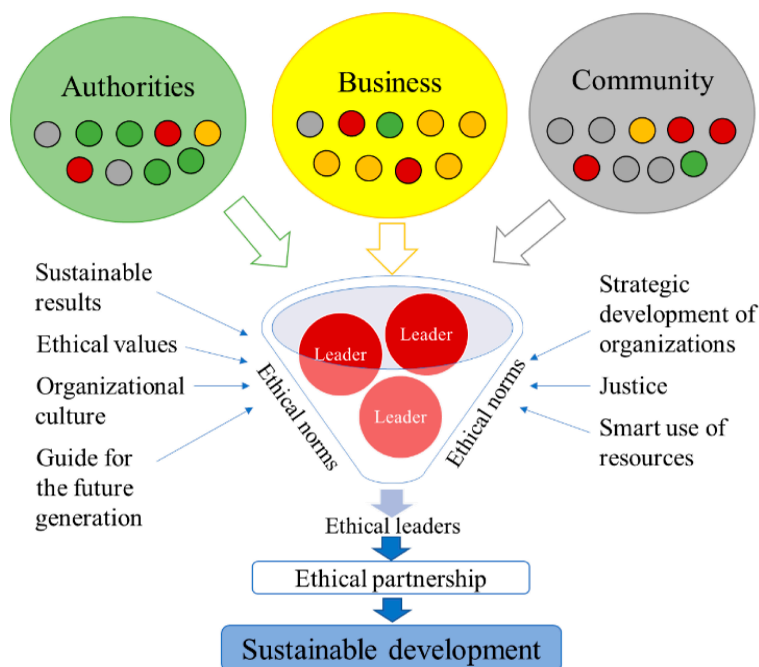 Authorities
Business
Community
Sustainable
results
Ethical values
Organizational
culture
Guide for
the future
generation
Leader
Leader
Leader
Ethical norms
Ethical norms
Strategic
development of
organizations
Justice
Smart use of
resources
Ethical leaders
Ethical partnership
Sustainable development